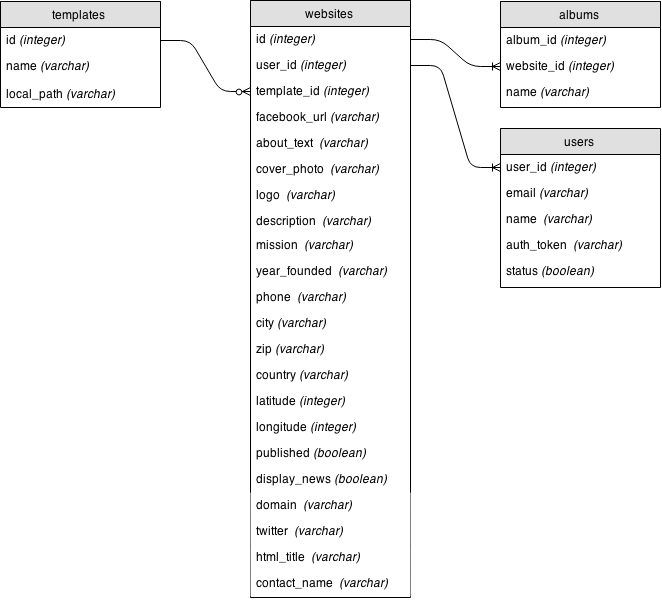 templates
id (integer)
name (varchar)
local_path (varchar)
websites
id (integer)
user_id (integer)
template_id (integer)
facebook_url (varchar)
about_text (varchar)
cover_photo (varchar)
logo (varchar)
description (varchar)
mission (varchar)
year_founded (varchar)
phone (varchar)
city (varchar)
zip (varchar)
country (varchar)
latitude (integer)
longitude (integer)
published (boolean)
display_news (boolean)
domain (varchar)
twitter (varchar)
html_title (varchar)
contact_name (varchar)
albums
album_id (integer)
website_id (integer)
name (varchar)
users
user_id (integer)
email (varchar)
name (varchar)
auth_token (varchar)
status (boolean)